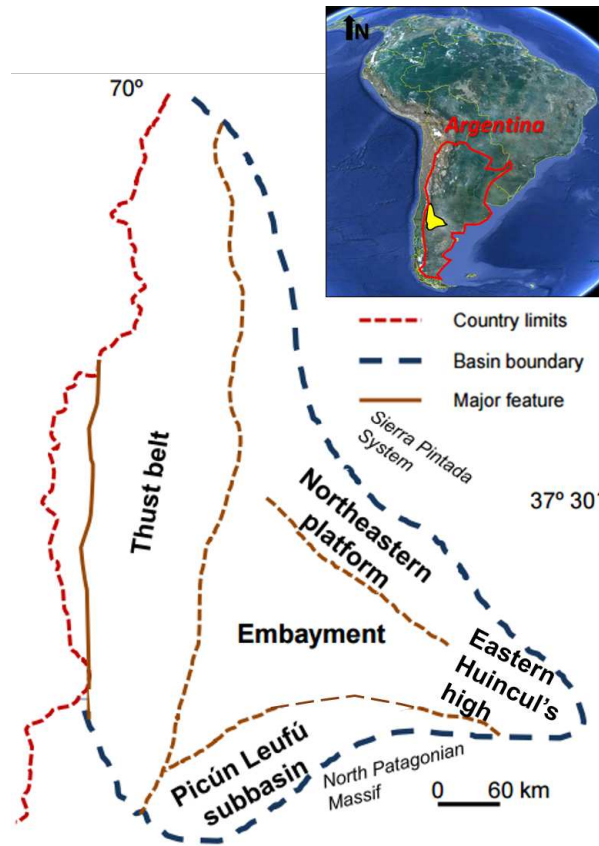 N
Argentina
70º
Country limits
Basin boundary
Major feature
Sierra Pintada
System
37º 30´
Thust belt
Northeastern
platform
Embayment
Eastern
Huincul's
high
Picún Leufú
subbasin
North Patagonian
Massif
0 60 km